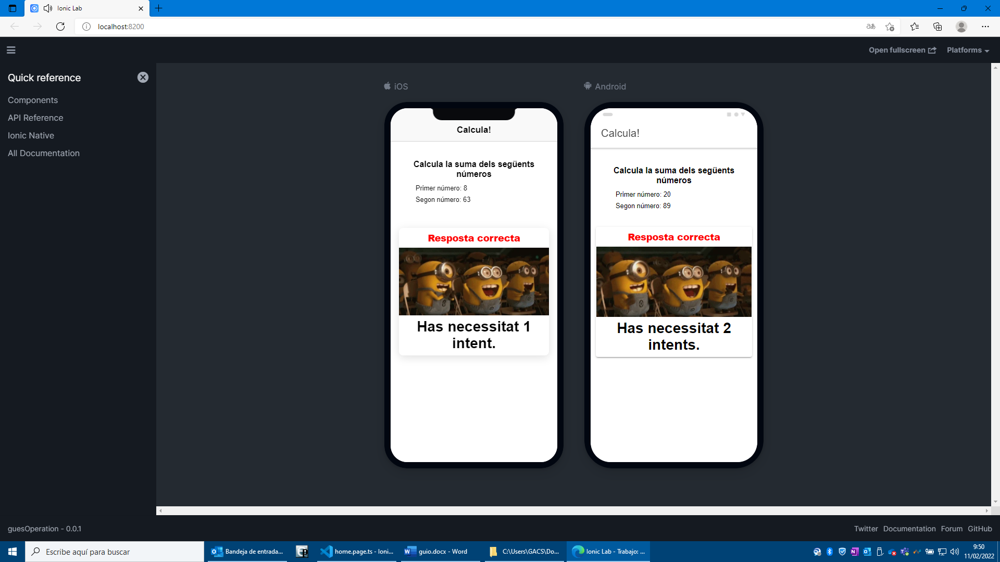 Ionic Lab
localhost:8200
Open fullscreen
Platforms
Quick reference
Components
API Reference
Ionic Native
All Documentation
iOS
Calcula!
Calcula la suma dels següents
números
Primer número: 8
Segon número: 63
Resposta correcta
Has necessitat 1
intent.
Android
Calcula!
Calcula la suma dels següents
números
Primer número: 20
Segon número: 89
Resposta correcta
Has necessitat 2
intents.
guesOperation - 0.0.1
Twitter Documentation Forum GitHub
Escribe aquí para buscar
Bandeja de entrada...
home.page.ts - Ioni...
guio.docx - Word
C:\Users\GACS\Do...
Ionic Lab - Trabajo: ...
9:50
11/02/2022